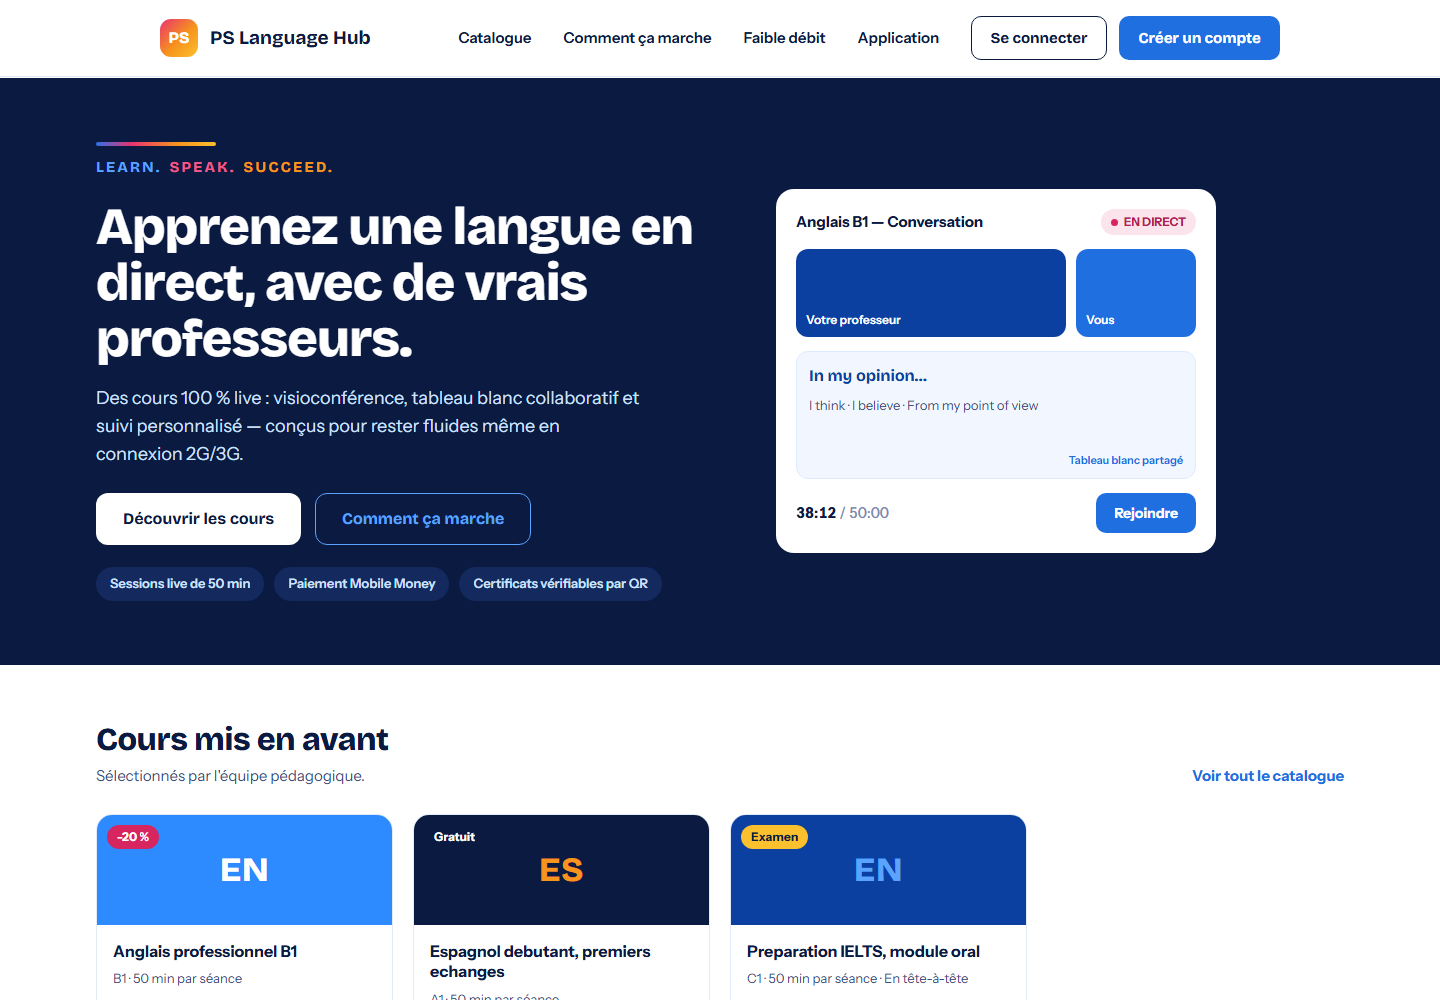 PS PS Language Hub Catalogue Comment ça marche Faible débit Application Se connecter Créer un compte
LEARN. SPEAK. SUCCEED.
Apprenez une langue en
direct, avec de vrais
professeurs.
Des cours 100 % live : visioconférence, tableau blanc collaboratif et
suivi personnalisé — conçus pour rester fluides même en
connexion 2G/3G.
Découvrir les cours Comment ça marche
Sessions live de 50 min Paiement Mobile Money Certificats vérifiables par QR
Anglais B1 — Conversation EN DIRECT
Votre professeur Vous
In my opinion...
I think · I believe · From my point of view
Tableau blanc partagé
38:12 / 50:00 Rejoindre
Cours mis en avant
Sélectionnés par l'équipe pédagogique. Voir tout le catalogue
-20 %
EN
Anglais professionnel B1
B1 · 50 min par séance
Gratuit
ES
Espagnol debutant, premiers
echanges
A1 · 50 min par séance
Examen
EN
Preparation IELTS, module oral
C1 · 50 min par séance · En tête-à-tête